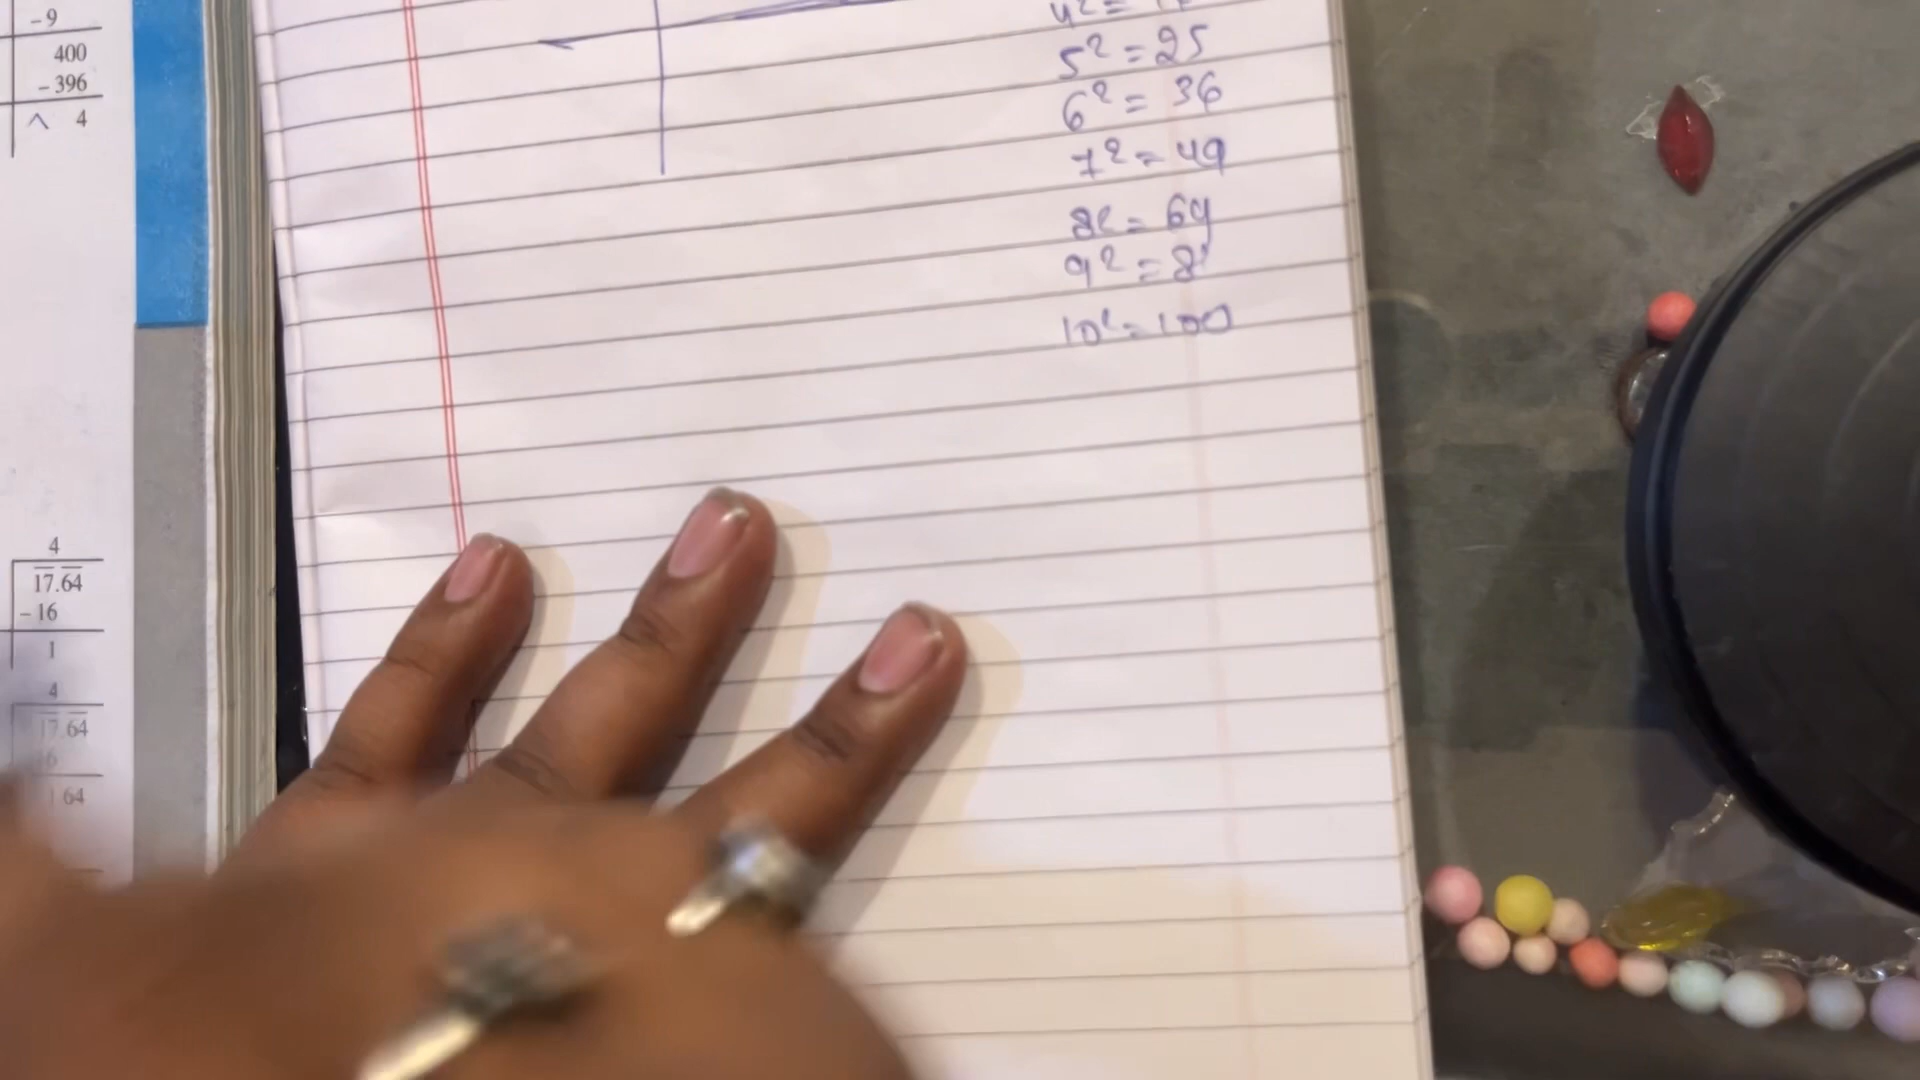 -9
400
-396
^ 4
4
17.64
-16
1
4
17.64
64
5² = 25
6² = 36
7² = 49
8² = 64
9² = 81
10² = 100